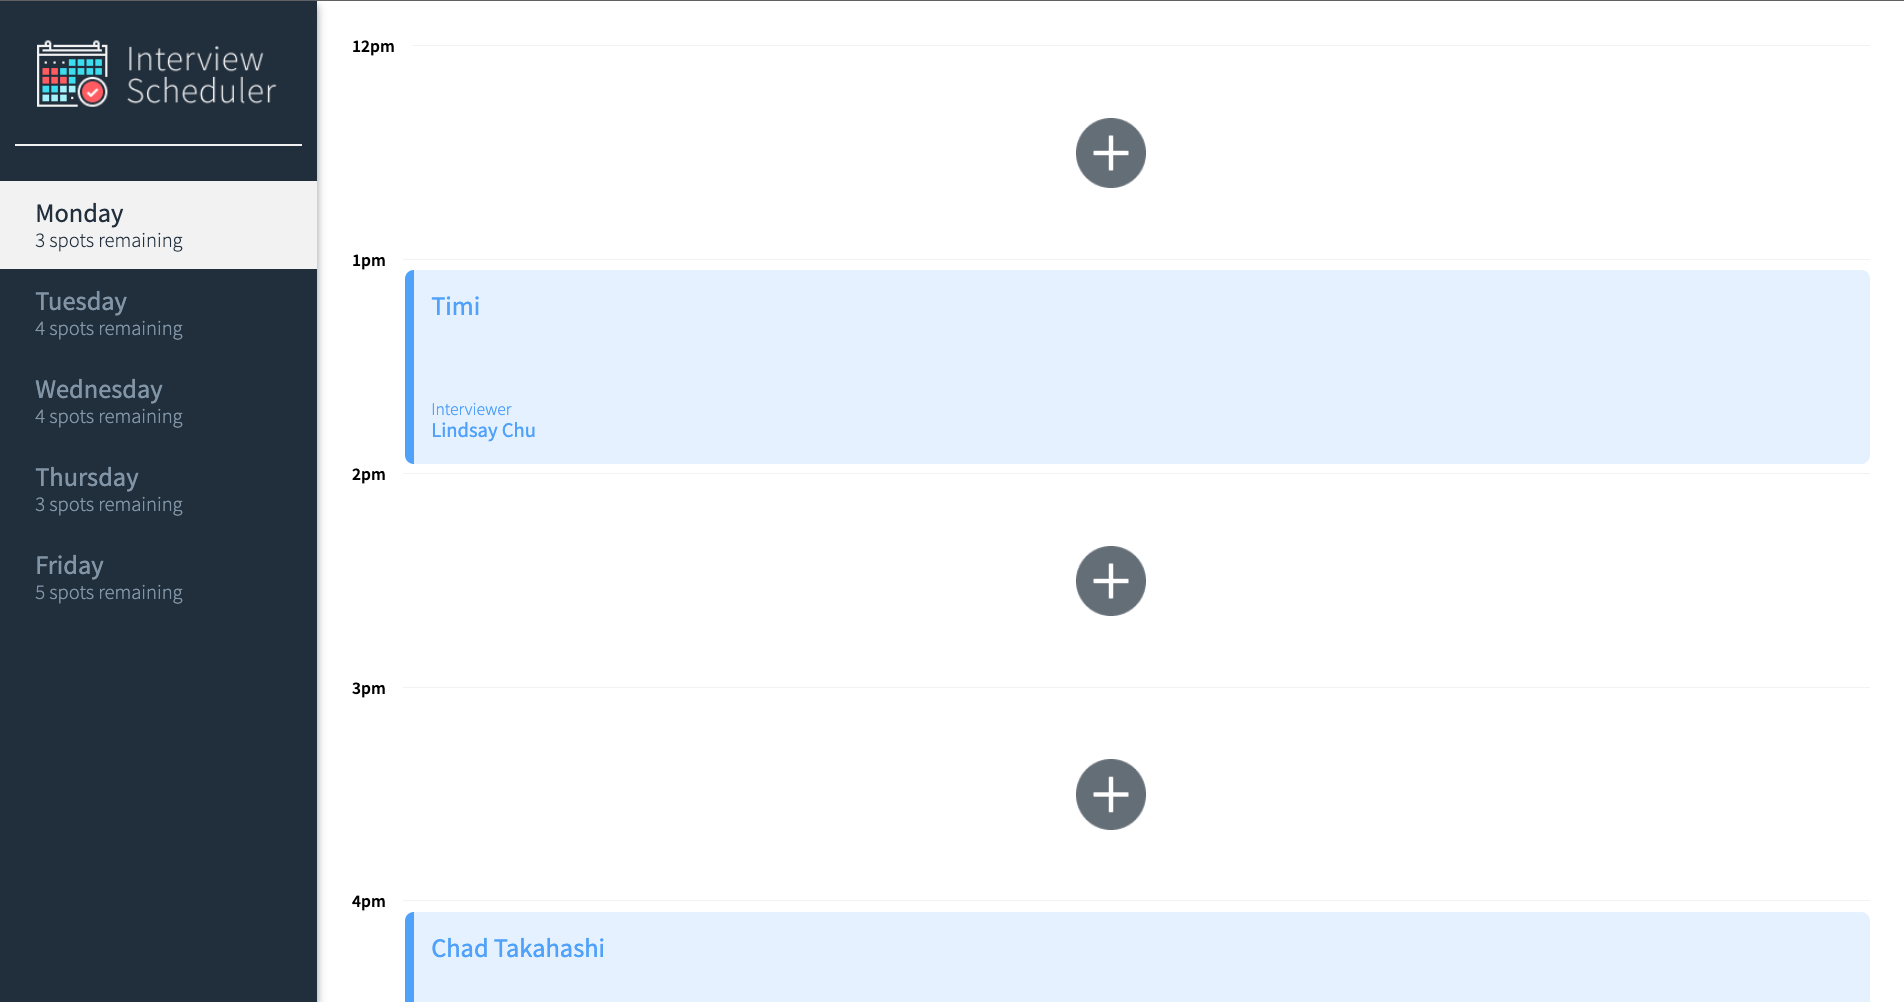 Interview
Scheduler
Monday
3 spots remaining
Tuesday
4 spots remaining
Wednesday
4 spots remaining
Thursday
3 spots remaining
Friday
5 spots remaining
12pm
1pm
Timi
Interviewer
Lindsay Chu
2pm
3pm
4pm
Chad Takahashi